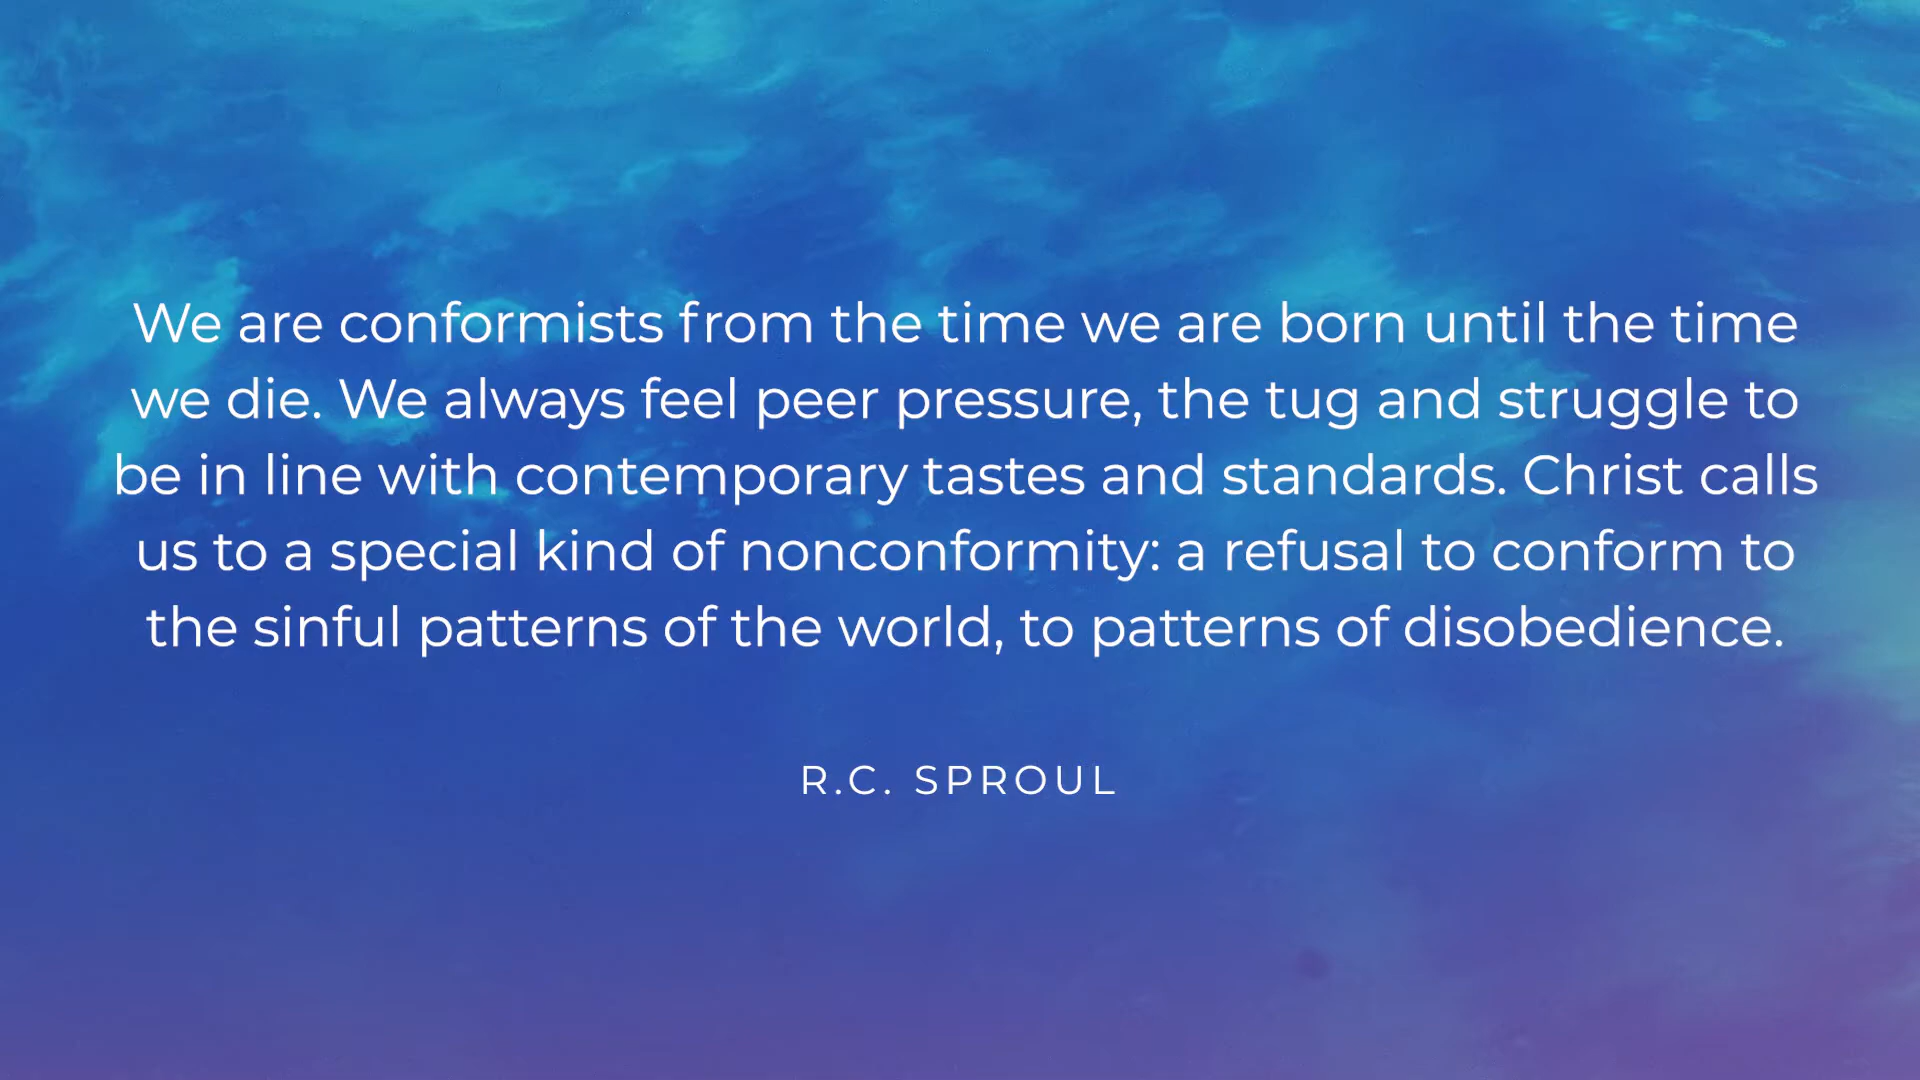 We are conformists from the time we are born until the time
we die. We always feel peer pressure, the tug and struggle to
be in line with contemporary tastes and standards. Christ calls
us to a special kind of nonconformity: a refusal to conform to
the sinful patterns of the world, to patterns of disobedience.
R.C. SPROUL